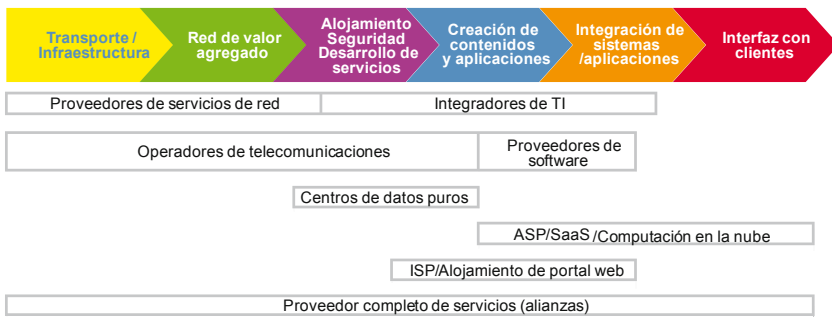 Transporte /
Infraestructura
Red de valor
agregado
Alojamiento
Seguridad
Desarrollo de
servicios
Creación de
contenidos
y aplicaciones
Integración de
sistemas
/aplicaciones
Interfaz con
clientes
Proveedores de servicios de red
Integradores de TI
Operadores de telecomunicaciones
Proveedores de
software
Centros de datos puros
ASP/SaaS/Computación en la nube
ISP/Alojamiento de portal web
Proveedor completo de servicios (alianzas)